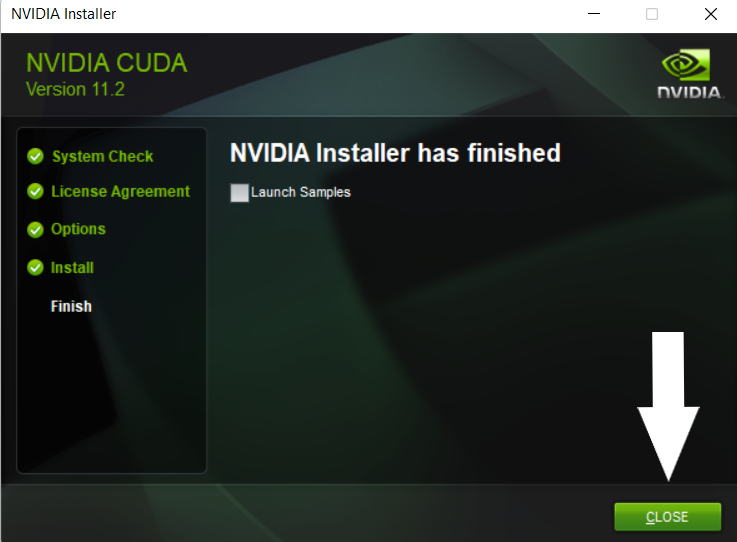 NVIDIA Installer
NVIDIA CUDA
Version 11.2
NVIDIA.
System Check
License Agreement
Options
Install
Finish
NVIDIA Installer has finished
Launch Samples
CLOSE